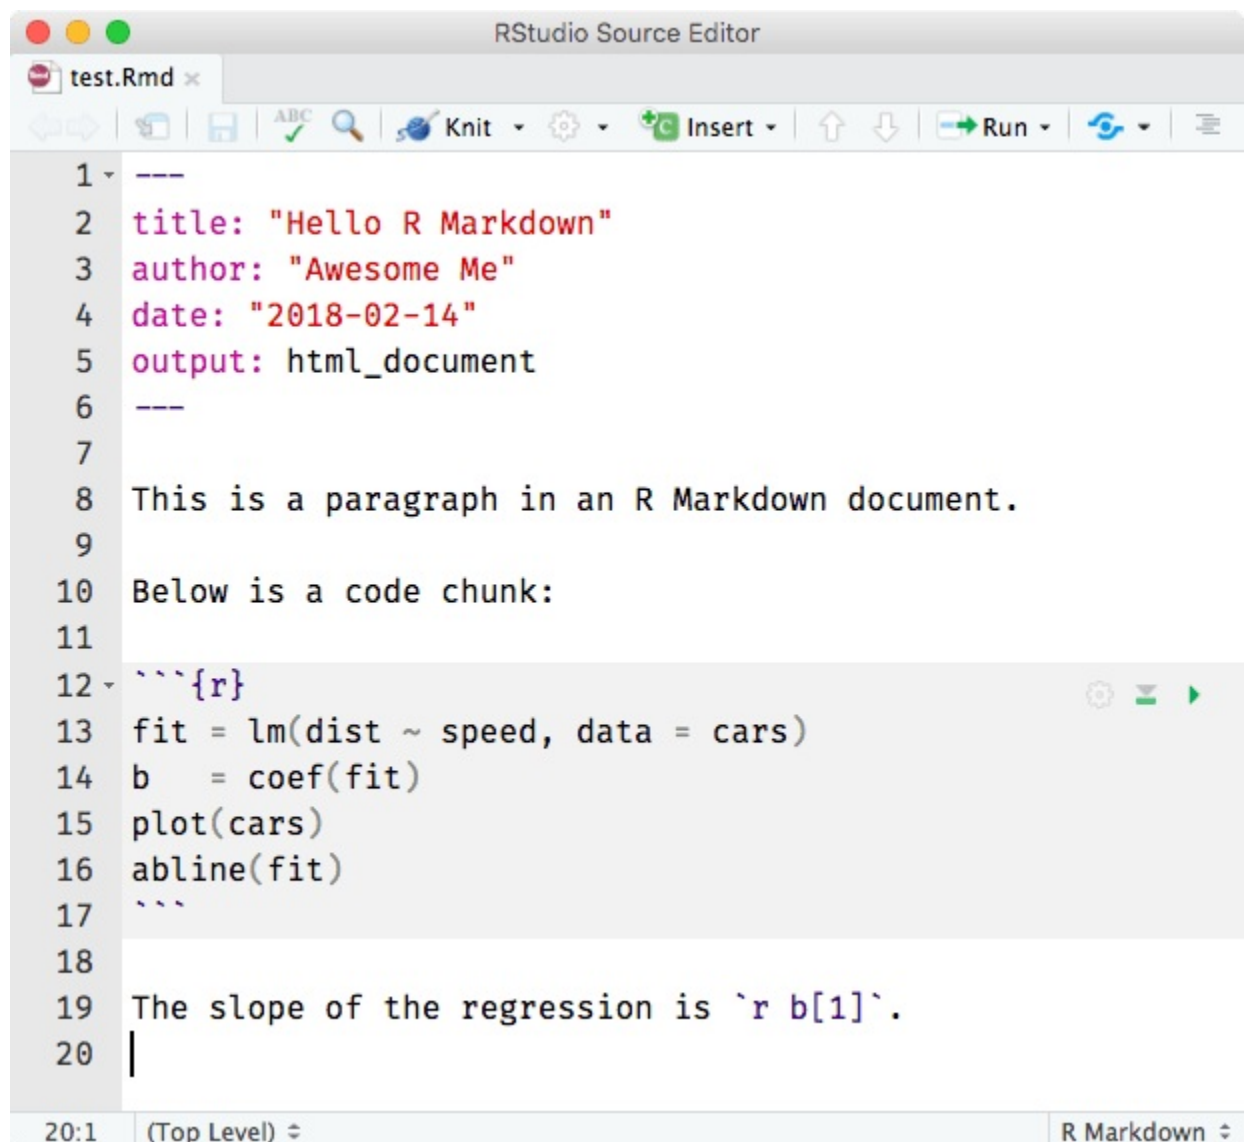 RStudio Source Editor
test.Rmd
ABC Knit Insert Run
1 ---
2 title: "Hello R Markdown"
3 author: "Awesome Me"
4 date: "2018-02-14"
5 output: html_document
6 ---
7
8 This is a paragraph in an R Markdown document.
9
10 Below is a code chunk:
11
12 ```{r}
13 fit = lm(dist ~ speed, data = cars)
14 b   = coef(fit)
15 plot(cars)
16 abline(fit)
17 ```
18
19 The slope of the regression is `r b[1]`.
20
20:1 (Top Level) R Markdown